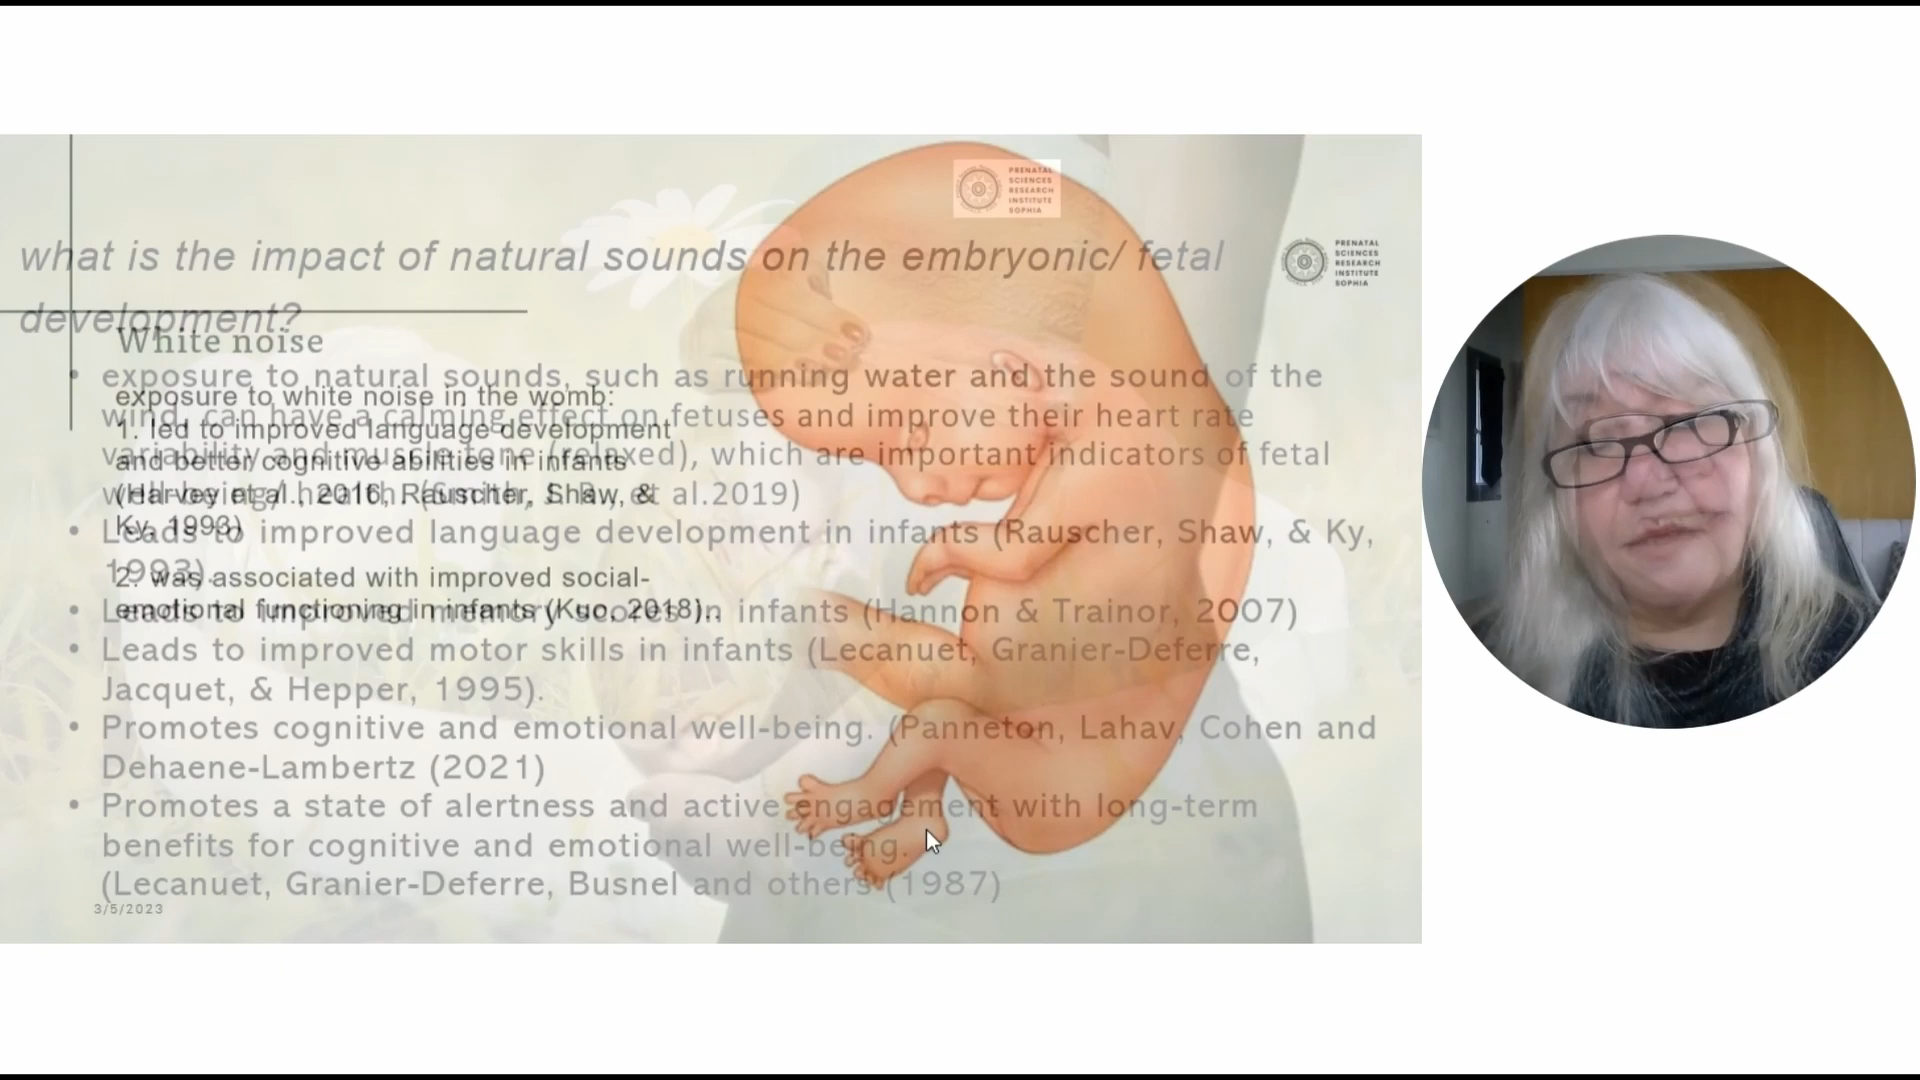 PRENATAL
SCIENCES
RESEARCH
INSTITUTE
SOPHIA
what is the impact of natural sounds on the embryonic/ fetal
development?
PRENATAL
SCIENCES
RESEARCH
INSTITUTE
SOPHIA
White noise
exposure to white noise in the womb:
1. led to improved language development
and better cognitive abilities in infants
(Harvey et al., 2016, Rauscher, Shaw, &
Ky, 1993)
2. was associated with improved social-
emotional functioning in infants (Kuo, 2018)..
• exposure to natural sounds, such as running water and the sound of the
wind, can have a calming effect on fetuses and improve their heart rate
variability and muscle tone (relaxed), which are important indicators of fetal
well-being/ health. (Smith, et al.2019)
• Leads to improved language development in infants (Rauscher, Shaw, & Ky,
1993).
• Leads to improved memory scores in infants (Hannon & Trainor, 2007)
• Leads to improved motor skills in infants (Lecanuet, Granier-Deferre,
Jacquet, & Hepper, 1995).
• Promotes cognitive and emotional well-being. (Panneton, Lahav, Cohen and
Dehaene-Lambertz (2021)
• Promotes a state of alertness and active engagement with long-term
benefits for cognitive and emotional well-being.
(Lecanuet, Granier-Deferre, Busnel and others (1987)
3/5/2023